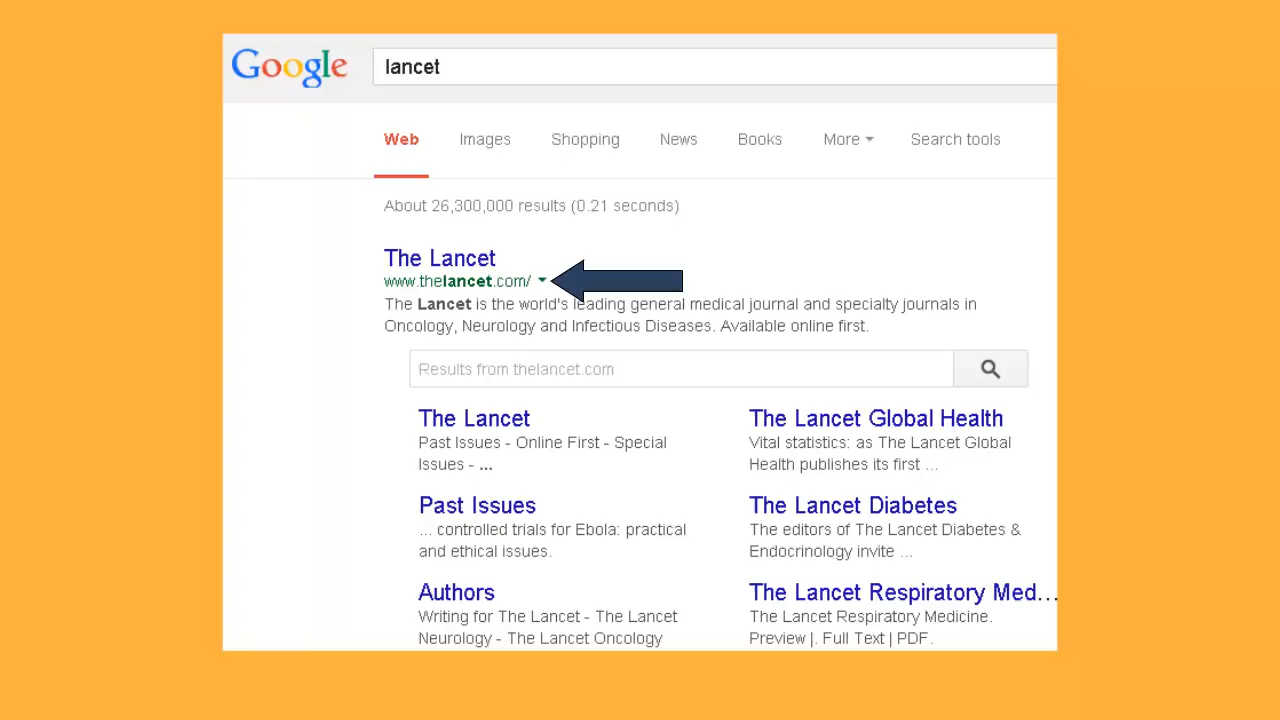 Google lancet
Web Images Shopping News Books More Search tools
About 26,300,000 results (0.21 seconds)
The Lancet
www.thelancet.com/
The Lancet is the world's leading general medical journal and specialty journals in
Oncology, Neurology and Infectious Diseases. Available online first.
Results from thelancet.com
The Lancet
Past Issues - Online First - Special
Issues - ...
The Lancet Global Health
Vital statistics: as The Lancet Global
Health publishes its first ...
Past Issues
... controlled trials for Ebola: practical
and ethical issues.
The Lancet Diabetes
The editors of The Lancet Diabetes &
Endocrinology invite ...
Authors
Writing for The Lancet - The Lancet
Neurology - The Lancet Oncology
The Lancet Respiratory Med...
The Lancet Respiratory Medicine.
Preview |. Full Text | PDF.